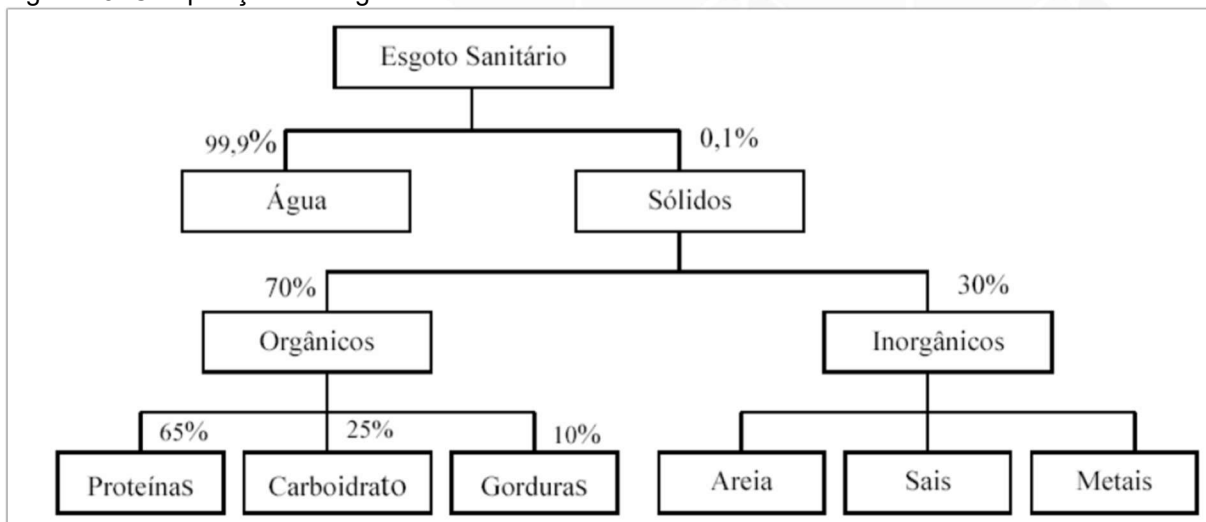 Esgoto Sanitário
99,9%
0,1%
Água
Sólidos
70%
30%
Orgânicos
Inorgânicos
65%
25%
10%
Proteínas
Carboidrato
Gorduras
Areia
Sais
Metais